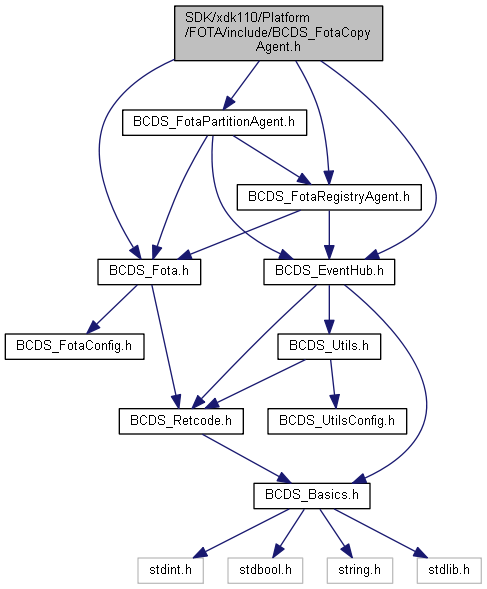 SDK/xdk110/Platform
/FOTA/include/BCDS_FotaCopy
Agent.h
BCDS_FotaPartitionAgent.h
BCDS_FotaRegistryAgent.h
BCDS_Fota.h
BCDS_EventHub.h
BCDS_FotaConfig.h
BCDS_Utils.h
BCDS_Retcode.h
BCDS_UtilsConfig.h
BCDS_Basics.h
stdint.h
stdbool.h
string.h
stdlib.h